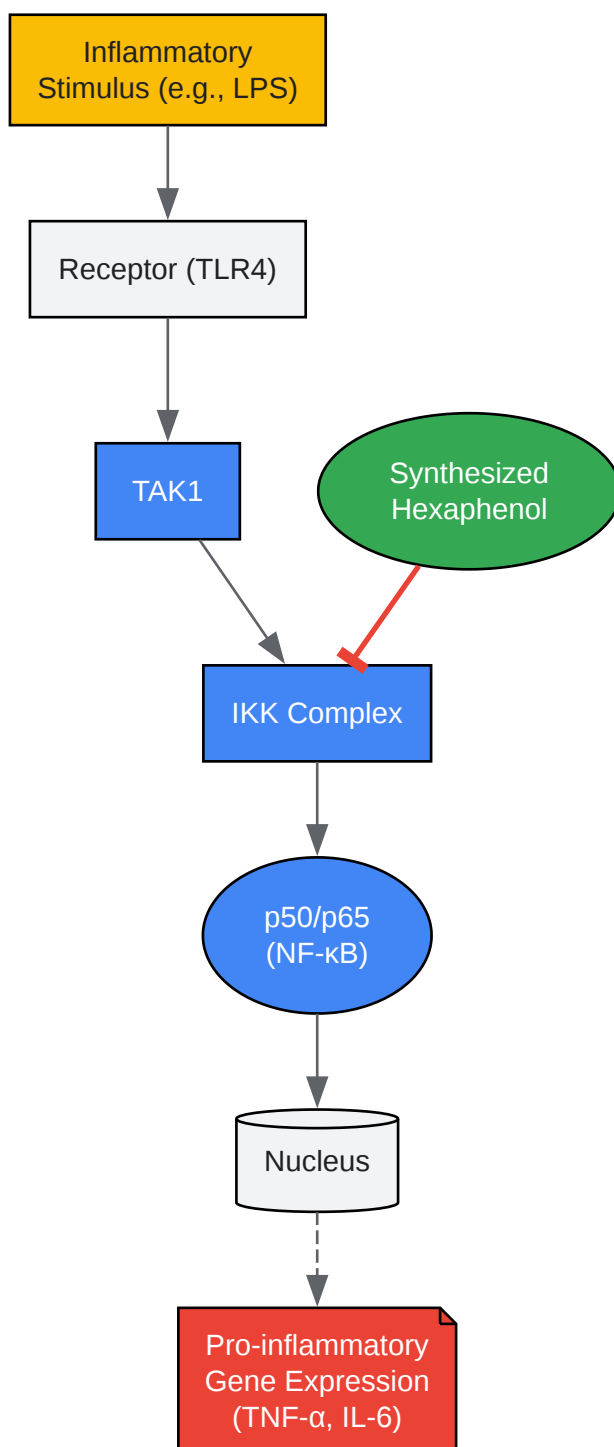 Inflammatory
Stimulus (e.g., LPS)
Receptor (TLR4)
TAK1
Synthesized
Hexaphenol
IKK Complex
p50/p65
(NF-κB)
Nucleus
Pro-inflammatory
Gene Expression
(TNF-α, IL-6)